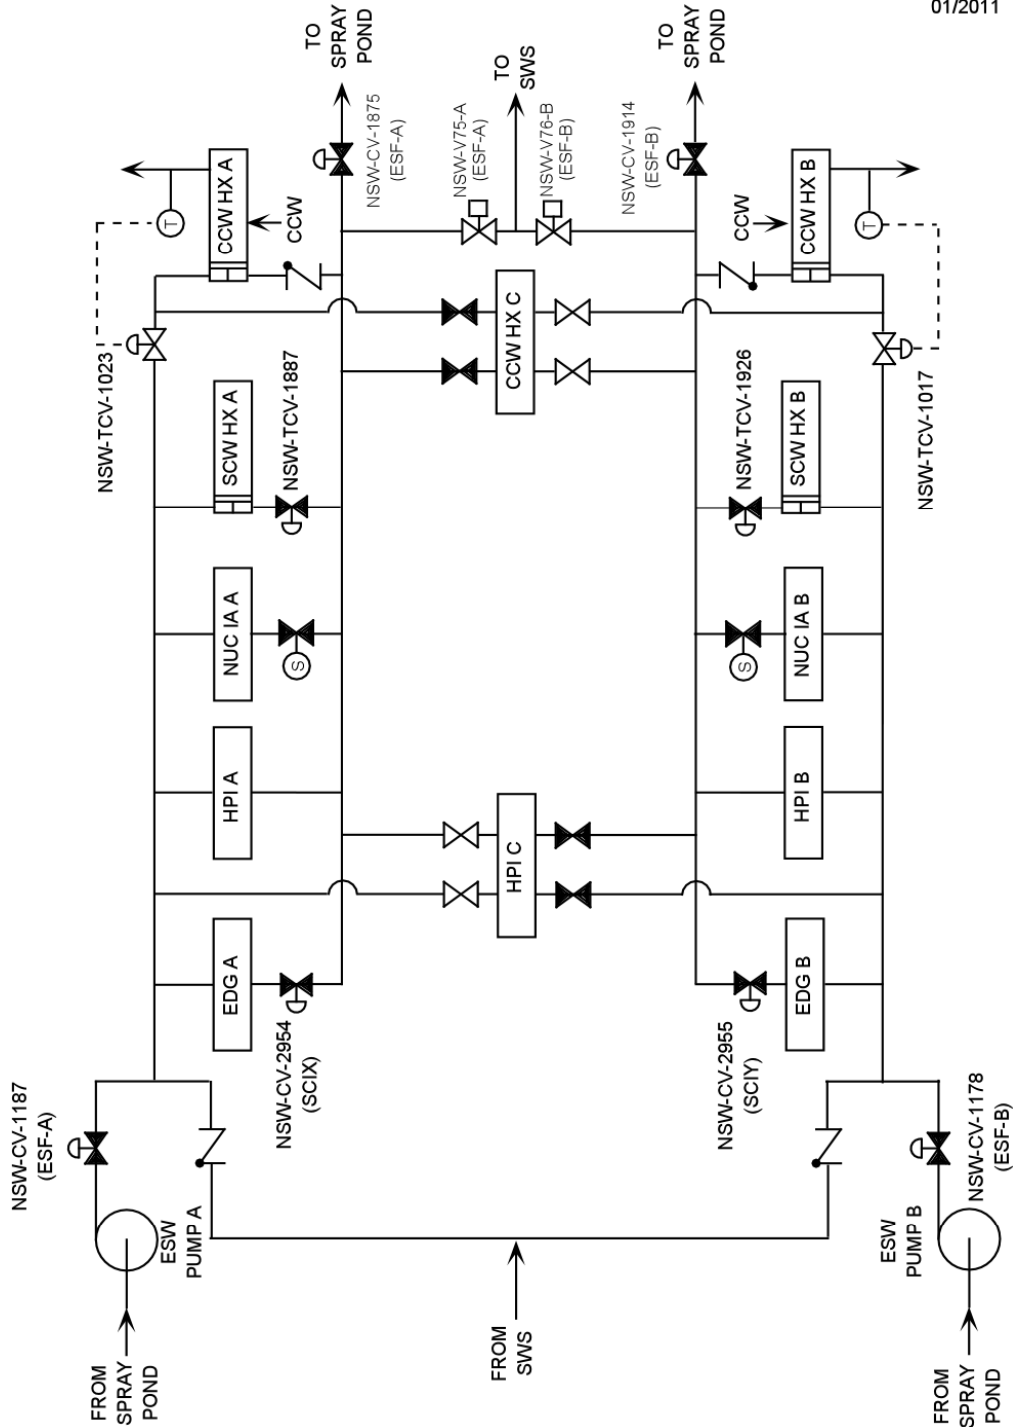 01/2011
TO
SPRAY
POND
NSW-CV-1875
(ESF-A)
TO
SWS
NSW-V75-A
(ESF-A)
NSW-V76-B
(ESF-B)
NSW-CV-1914
(ESF-B)
TO
SPRAY
POND
T
CCW HX A
CCW
CCW
CCW HX B
T
NSW-TCV-1023
NSW-TCV-1887
CCW HX C
NSW-TCV-1926
NSW-TCV-1017
SCW HX A
SCW HX B
NUC IA A
S
S
NUC IA B
HPI A
HPI C
HPI B
EDG A
NSW-CV-2954
(SCIX)
NSW-CV-2955
(SCIY)
EDG B
NSW-CV-1187
(ESF-A)
ESW
PUMP A
ESW
PUMP B
NSW-CV-1178
(ESF-B)
FROM
SPRAY
POND
FROM
SWS
FROM
SPRAY
POND